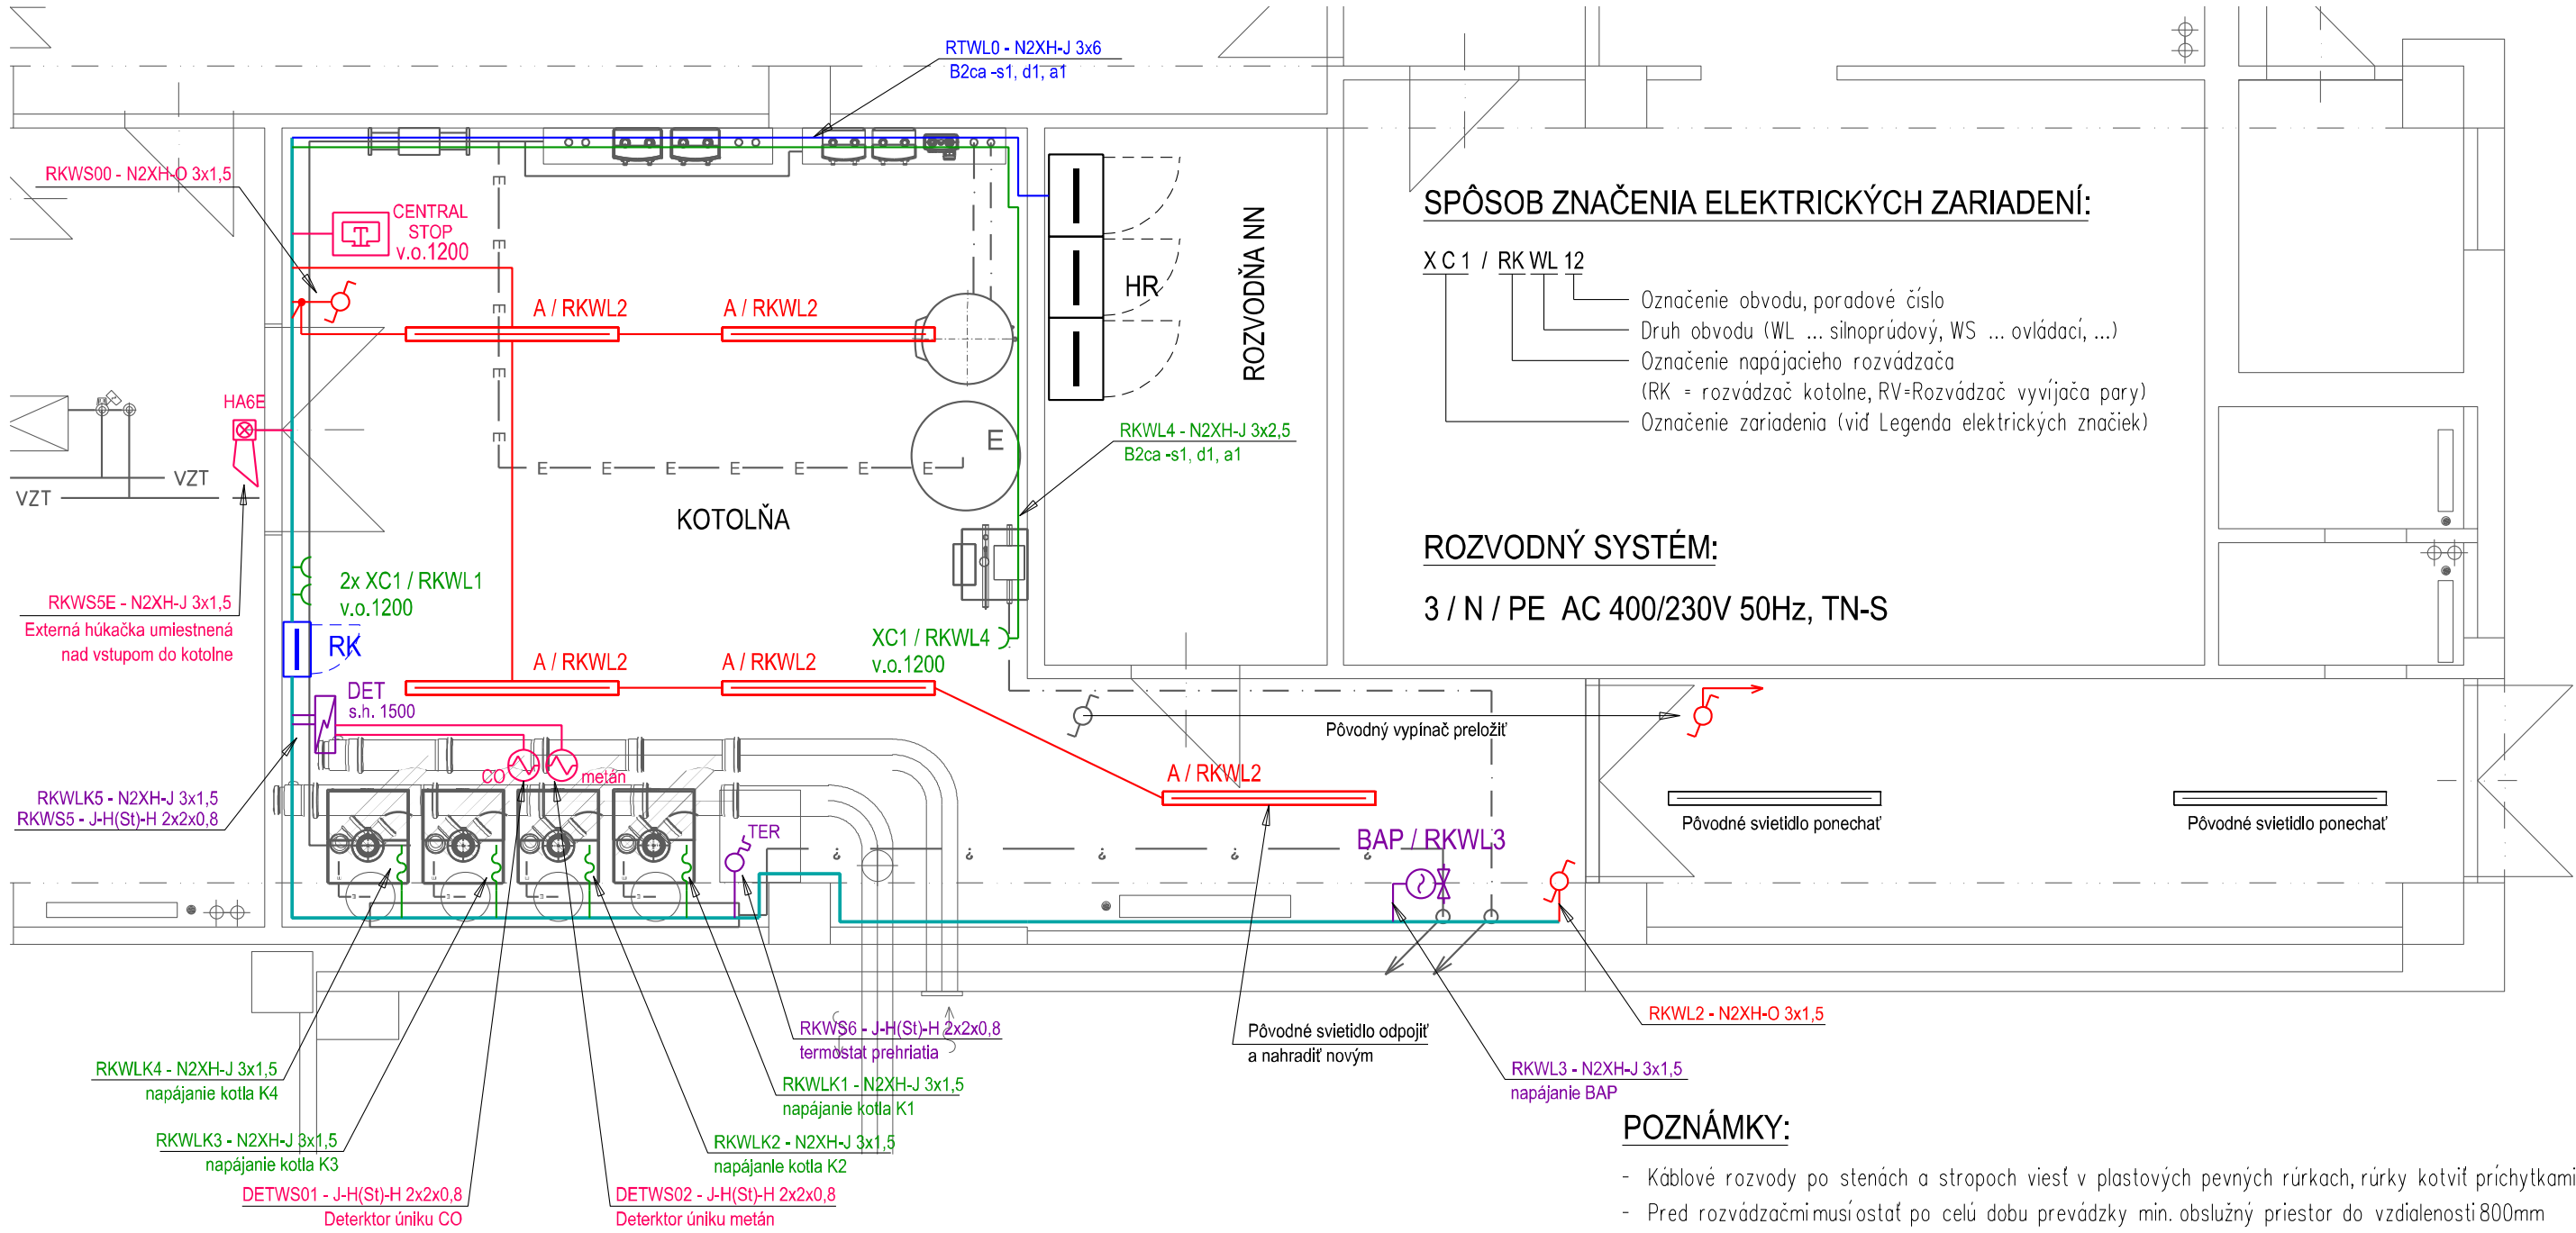 RTWL0 - N2XH-J 3x6
B2ca -s1, d1, a1
RKWS00 - N2XH-O 3x1,5
CENTRAL
STOP
v.o.1200
A / RKWL2
A / RKWL2
HR
ROZVODŇA NN
SPÔSOB ZNAČENIA ELEKTRICKÝCH ZARIADENÍ:
X C 1 / RK WL 12
Označenie obvodu, poradové číslo
Druh obvodu (WL ... silnoprúdový, WS ... ovládací, ...)
Označenie napájacieho rozvádzača
(RK = rozvádzač kotolne, RV=Rozvádzač vyvíjača pary)
Označenie zariadenia (viď Legenda elektrických značiek)
HA6E
VZT
VZT
E
E
E
E
E
E
E
E
E
E
E
E
E
RKWL4 - N2XH-J 3x2,5
B2ca -s1, d1, a1
KOTOLŇA
ROZVODNÝ SYSTÉM:
3 / N / PE AC 400/230V 50Hz, TN-S
2x XC1 / RKWL1
v.o.1200
RKWS5E - N2XH-J 3x1,5
Externá húkačka umiestnená
nad vstupom do kotolne
RK
XC1 / RKWL4
v.o.1200
A / RKWL2
A / RKWL2
DET
s.h. 1500
Pôvodný vypínač preložiť
CO
metán
A / RKWL2
RKWLK5 - N2XH-J 3x1,5
RKWS5 - J-H(St)-H 2x2x0,8
TER
BAP / RKWL3
Pôvodné svietidlo ponechať
Pôvodné svietidlo ponechať
RKWS6 - J-H(St)-H 2x2x0,8
termostat prehriatia
Pôvodné svietidlo odpojiť
a nahradiť novým
RKWL2 - N2XH-O 3x1,5
RKWLK4 - N2XH-J 3x1,5
napájanie kotla K4
RKWLK1 - N2XH-J 3x1,5
napájanie kotla K1
RKWL3 - N2XH-J 3x1,5
napájanie BAP
RKWLK3 - N2XH-J 3x1,5
napájanie kotla K3
RKWLK2 - N2XH-J 3x1,5
napájanle kotla K2
DETWS01 - J-H(St)-H 2x2x0,8
Deterktor úniku CO
DETWS02 - J-H(St)-H 2x2x0,8
Deterktor úniku metán
POZNÁMKY:
- Káblové rozvody po stenách a stropoch viesť v plastových pevných rúrkach, rúrky kotviť príchytkami
- Pred rozvádzačmi musí ostať po celú dobu prevádzky min. obslužný priestor do vzdialenosti 800mm